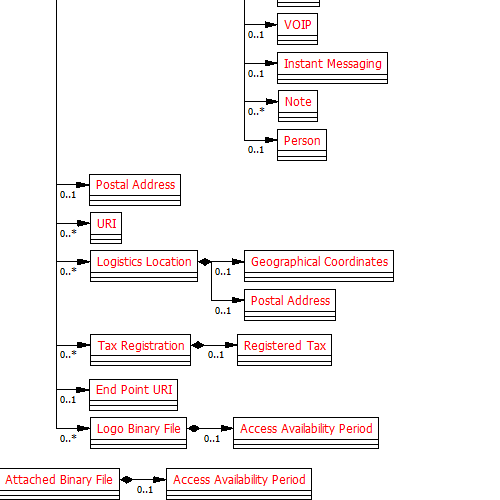 VOIP
0..1
Instant Messaging
0..1
Note
0..*
Person
0..1
Postal Address
0..1
URI
0..*
Logistics Location
0..*
Geographical Coordinates
0..1
Postal Address
0..1
Tax Registration
0..*
Registered Tax
0..1
End Point URI
0..1
Logo Binary File
0..*
Access Availability Period
0..1
Attached Binary File
Access Availability Period
0..1